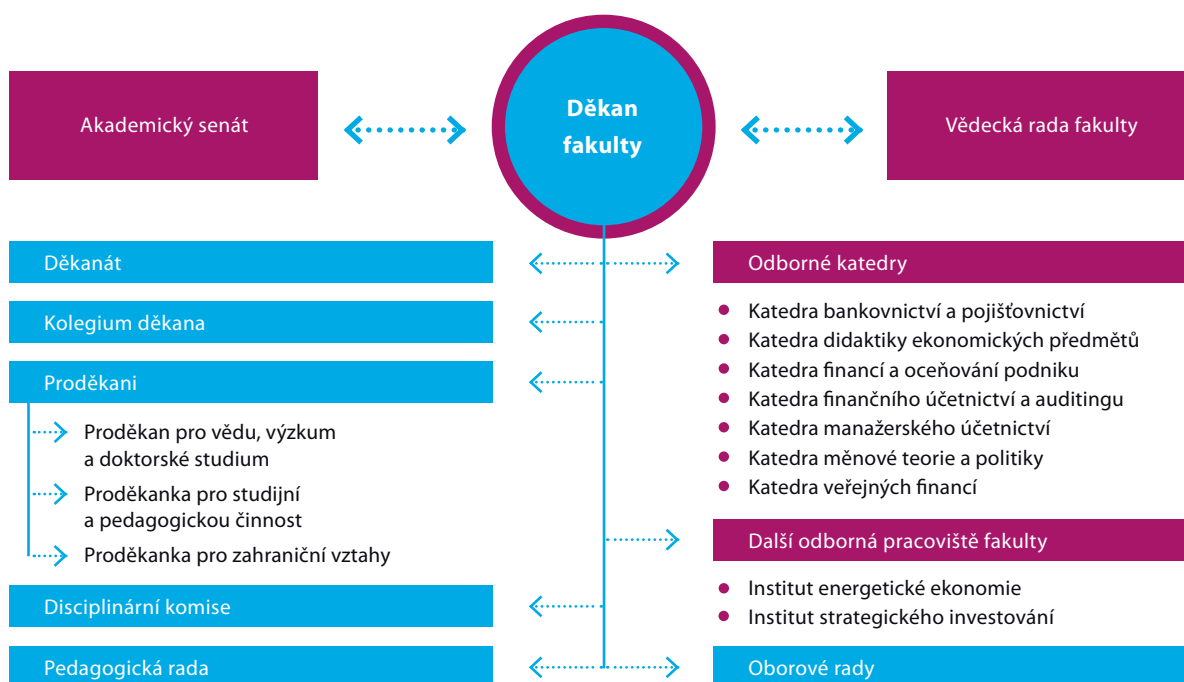 Akademický senát
Děkan
fakulty
Vědecká rada fakulty
Děkanát
Kolegium děkana
Proděkani
Proděkan pro vědu, výzkum
a doktorské studium
Proděkanka pro studijní
a pedagogickou činnost
Proděkanka pro zahraniční vztahy
Disciplinární komise
Pedagogická rada
Odborné katedry
Katedra bankovnictví a pojišťovnictví
Katedra didaktiky ekonomických předmětů
Katedra financí a oceňování podniku
Katedra finančního účetnictví a auditingu
Katedra manažerského účetnictví
Katedra měnové teorie a politiky
Katedra veřejných financí
Další odborná pracoviště fakulty
Institut energetické ekonomie
Institut strategického investování
Oborové rady